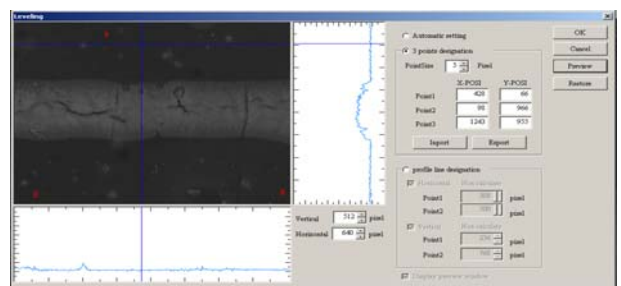 Levelling
Automatic setting
3 points designation
PointSize 5 Pixel
X-POSI Y-POSI
Point1 428 66
Point2 98 966
Point3 1243 955
Import Export
profile line designation
Horizontal
Point1 pixel
Point2 pixel
Vertical
Point1 pixel
Point2 pixel
Display preview window
Vertical 512 pixel
Horizontal 640 pixel
OK
Cancel
Preview
Restore